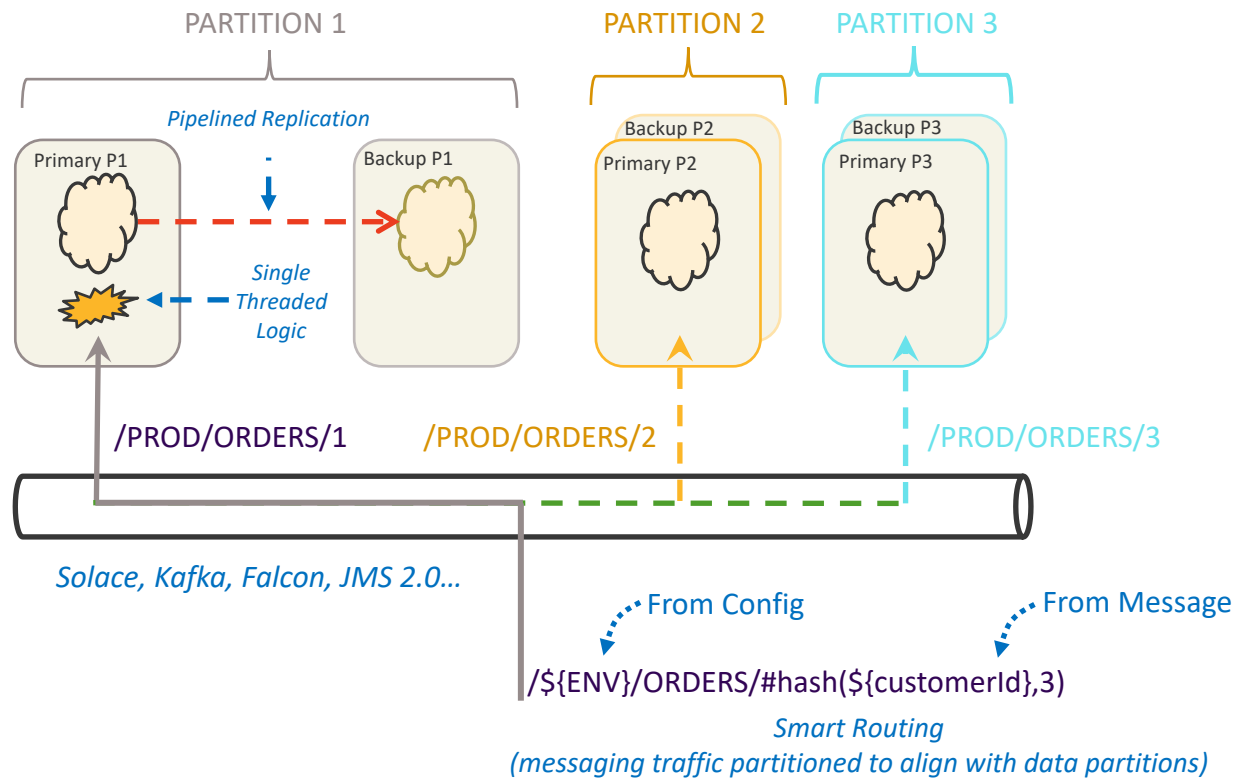 PARTITION 1
PARTITION 2
PARTITION 3
Pipelined Replication
Primary P1
Backup P1
Backup P2
Primary P2
Backup P3
Primary P3
Single
Threaded
Logic
/PROD/ORDERS/1
/PROD/ORDERS/2
/PROD/ORDERS/3
Solace, Kafka, Falcon, JMS 2.0…
From Config
From Message
/${ENV}/ORDERS/#hash(${customerId},3)
Smart Routing
(messaging traffic partitioned to align with data partitions)